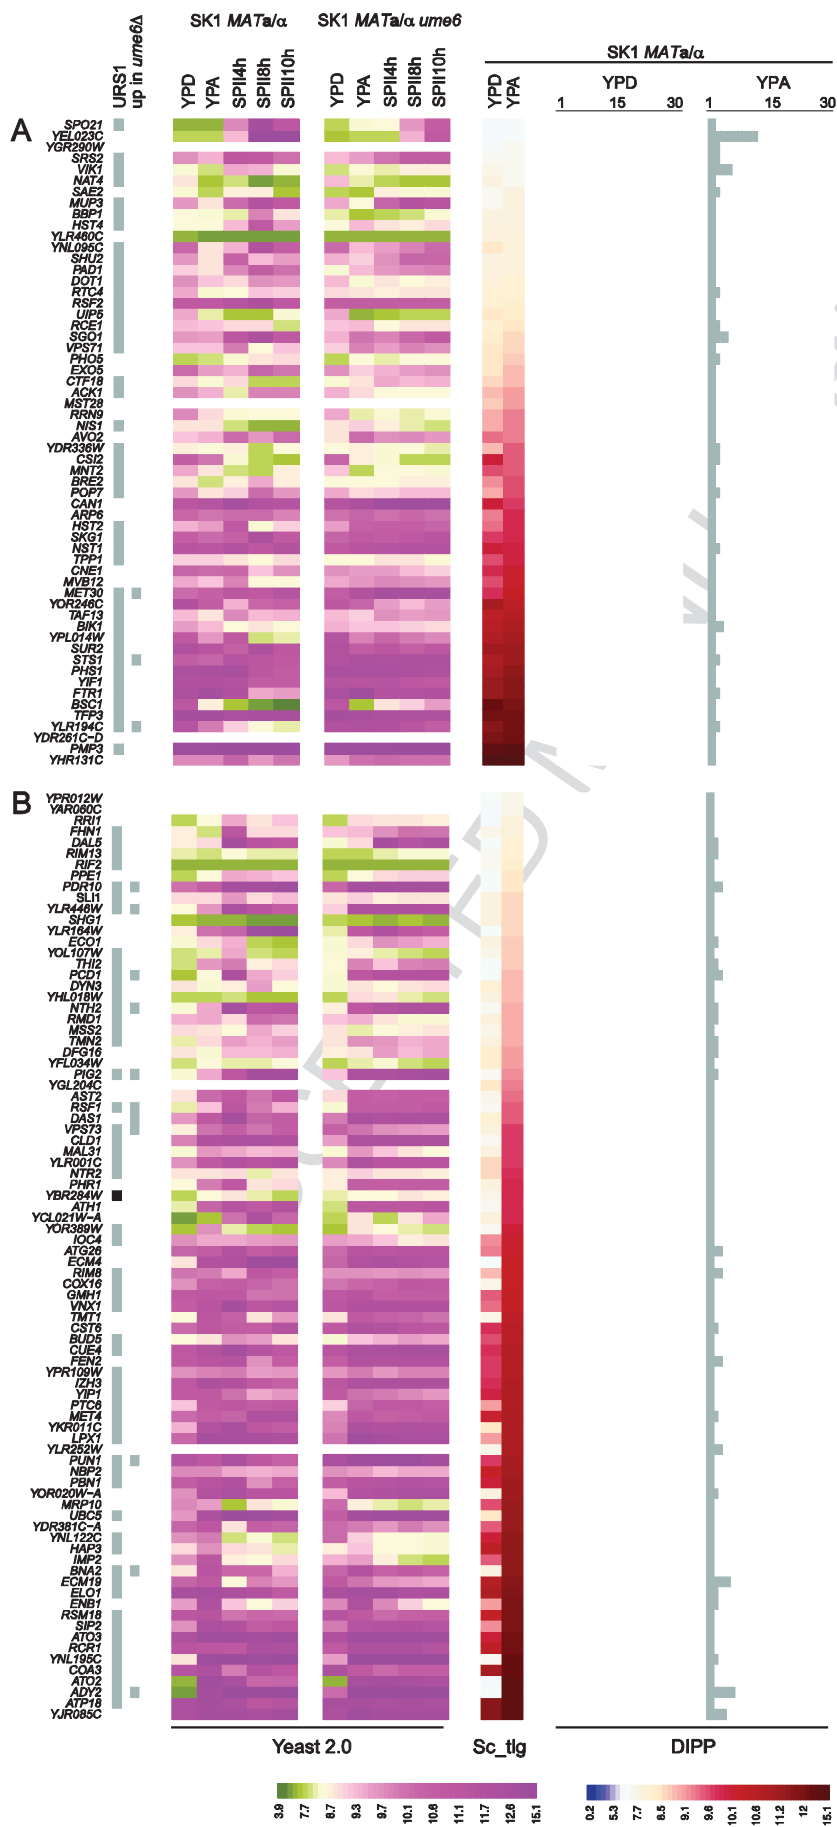 SK1 MATa/α
SK1 MATa/α ume6
SK1 MATa/α
URS1
up in ume6Δ
YPD YPA SPII4h SPII8h SPII10h
YPD YPA SPII4h SPII8h SPII10h
YPD YPA
YPD
YPA
1 15 30
1 15 30
A
SPO21
YEL023C
YGR290W
SRS2
VIK1
NAT4
SAE2
MUP3
BBP1
HST4
YLR460C
YNL095C
SHU2
PAD1
DOT1
RTC4
RSF2
UIP5
RCE1
SGO1
VPS71
PHO5
EXO5
CTF18
ACK1
MST28
RRN9
NIS1
AVO2
YDR336W
CSI2
MNT2
BRE2
POP7
CAN1
ARP6
HST2
SKG1
NST1
TPP1
CNE1
MVB12
MET30
YOR246C
TAF13
BIK1
YPL014W
SUR2
STS1
PHS1
YIF1
FTR1
BSC1
TFP3
YLR194C
YDR261C-D
PMP3
YHR131C
B
YPR012W
YAR060C
RRI1
FHN1
DAL5
RIM13
RIF2
PPE1
PDR10
SLI1
YLR446W
SHG1
YLR164W
ECO1
YOL107W
THI2
PCD1
DYN3
YHL018W
NTH2
RMD1
MSS2
TMN2
DFG16
YFL034W
PIG2
YGL204C
AST2
RSF1
DAS1
VPS73
CLD1
MAL31
YLR001C
NTR2
PHR1
YBR284W
ATH1
YCL021W-A
YOR389W
IOC4
ATG26
ECM4
RIM8
COX16
GMH1
VNX1
TMT1
CST6
BUD5
CUE4
FEN2
YPR109W
IZH3
YIP1
PTC6
MET4
YKR011C
LPX1
YLR252W
PUN1
NBP2
PBN1
YOR020W-A
MRP10
UBC5
YDR381C-A
YNL122C
HAP3
IMP2
BNA2
ECM19
ELO1
ENB1
RSM18
SIP2
ATO3
RCR1
YNL195C
COA3
ATO2
ADY2
ATP18
YJR085C
Yeast 2.0
Sc_tlg
DIPP
3.9 7.7 8.7 9.3 9.7 10.1 10.6 11.1 11.7 12.6 15.1
0.2 5.3 7.7 8.5 9.1 9.6 10.1 10.6 11.2 12 15.1